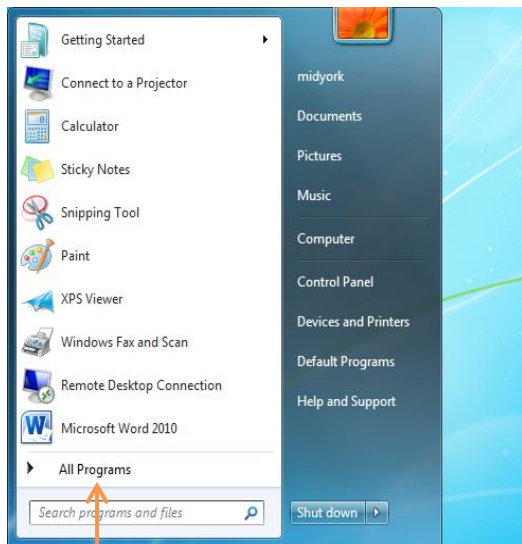 Getting Started
Connect to a Projector
Calculator
Sticky Notes
Snipping Tool
Paint
XPS Viewer
Windows Fax and Scan
Remote Desktop Connection
Microsoft Word 2010
All Programs
Search programs and files
midyork
Documents
Pictures
Music
Computer
Control Panel
Devices and Printers
Default Programs
Help and Support
Shut down